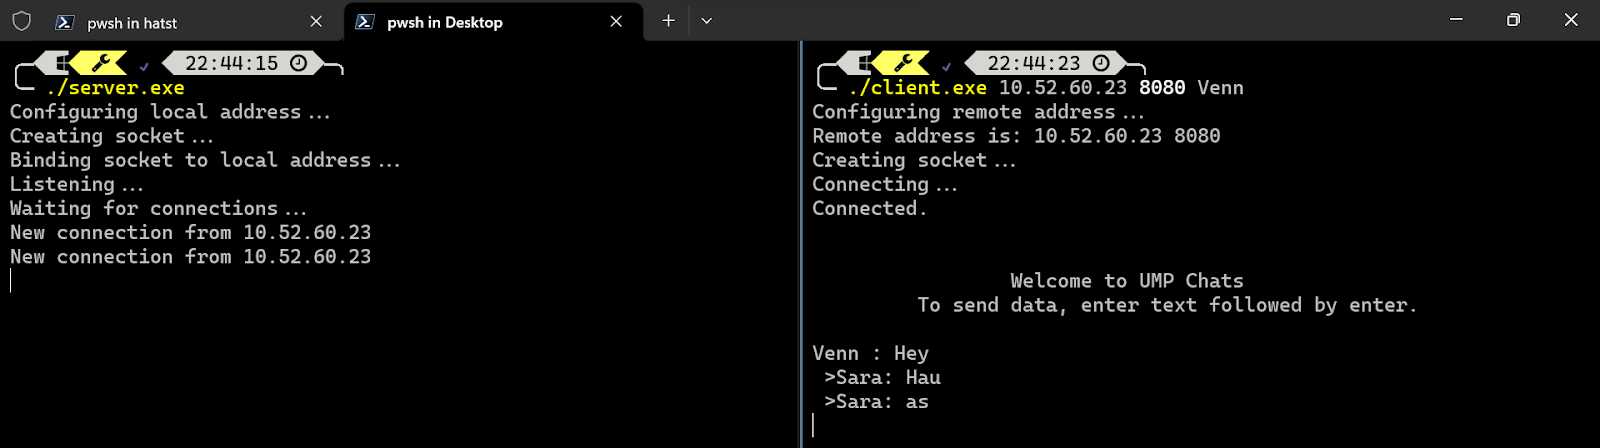 pwsh in hatst
pwsh in Desktop
22:44:15
./server.exe
Configuring local address...
Creating socket...
Binding socket to local address...
Listening...
Waiting for connections...
New connection from 10.52.60.23
New connection from 10.52.60.23
22:44:23
./client.exe 10.52.60.23 8080 Venn
Configuring remote address...
Remote address is: 10.52.60.23 8080
Creating socket...
Connecting...
Connected.
Welcome to UMP Chats
To send data, enter text followed by enter.
Venn : Hey
>Sara: Hau
>Sara: as